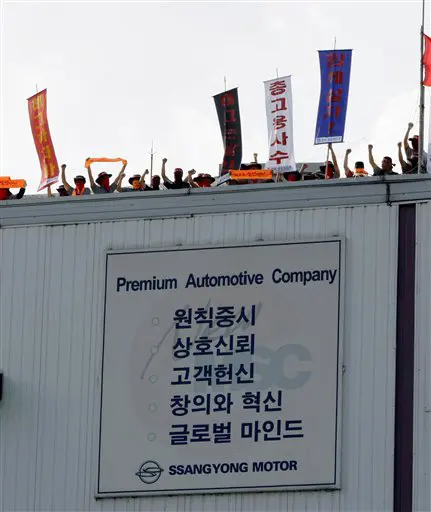 총고용사수
Premium Automotive Company
원칙중시
상호신뢰
고객헌신
창의와 혁신
글로벌 마인드
SSANGYONG MOTOR